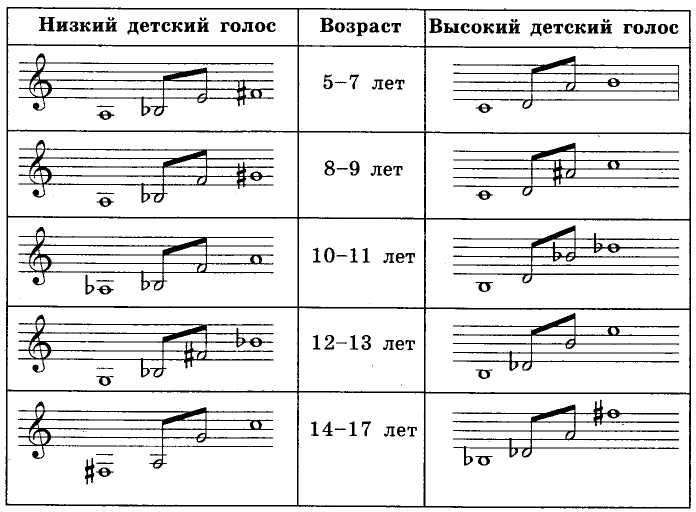 Низкий детский голос Возраст Высокий детский голос
5–7 лет
8–9 лет
10–11 лет
12–13 лет
14–17 лет